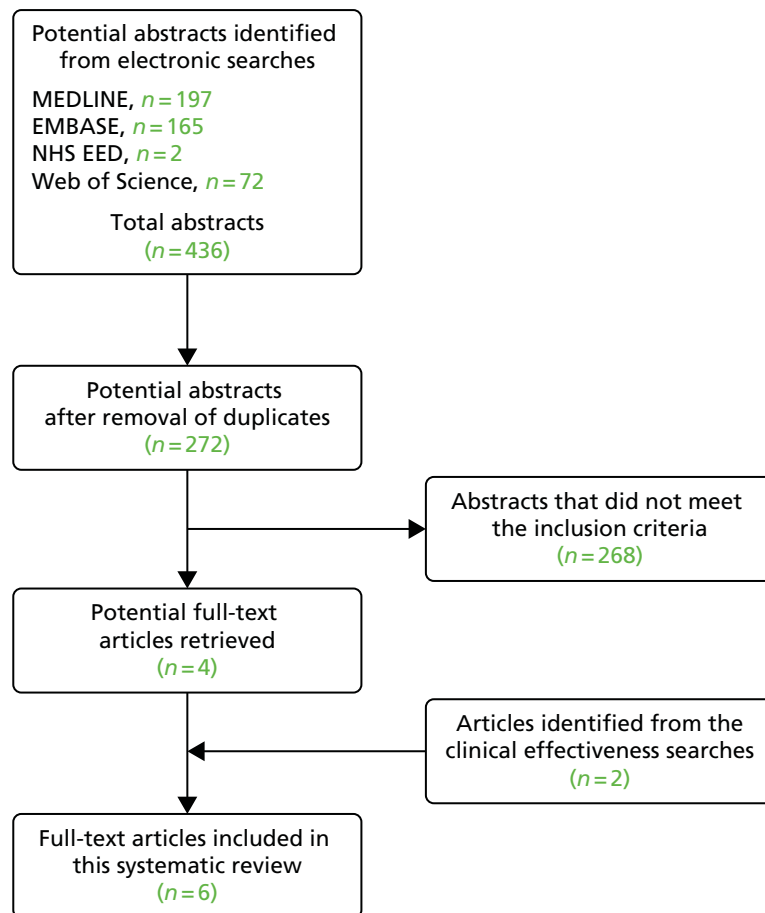 Potential abstracts identified
from electronic searches
MEDLINE, n=197
EMBASE, n=165
NHS EED, n=2
Web of Science, n=72
Total abstracts
(n=436)
Potential abstracts
after removal of duplicates
(n=272)
Abstracts that did not meet
the inclusion criteria
(n=268)
Potential full-text
articles retrieved
(n=4)
Articles identified from the
clinical effectiveness searches
(n=2)
Full-text articles included in
this systematic review
(n=6)